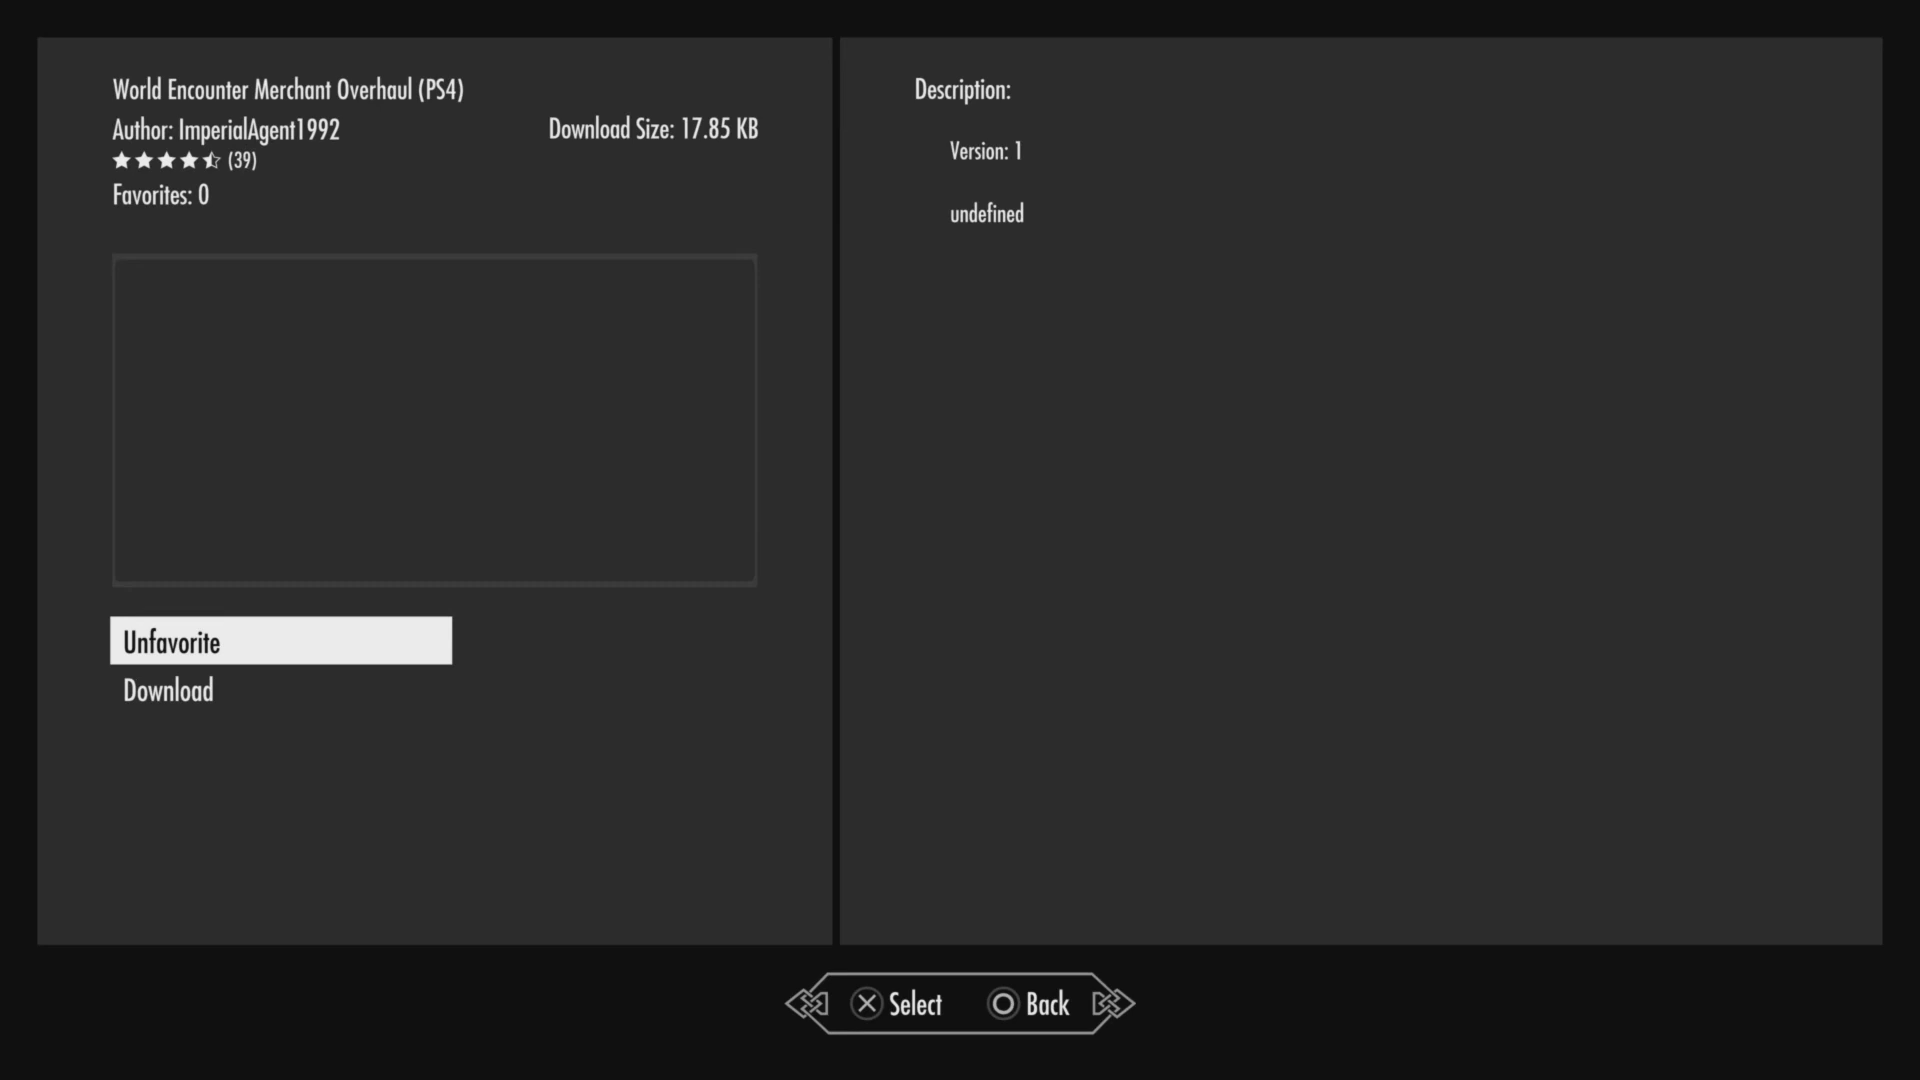 World Encounter Merchant Overhaul (PS4)
Author: ImperialAgent1992
Download Size: 17.85 KB
(39)
Favorites: 0
Unfavorite
Download
Description:
Version: 1
undefined
Select
Back